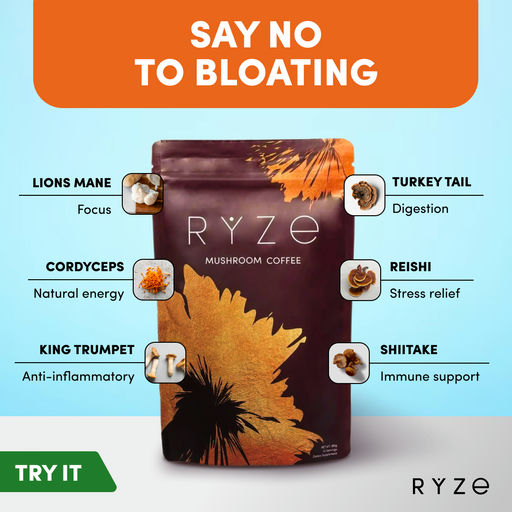 SAY NO
TO BLOATING
LIONS MANE
Focus
TURKEY TAIL
Digestion
RYZE
MUSHROOM COFFEE
CORDYCEPS
Natural energy
REISHI
Stress relief
KING TRUMPET
Anti-inflammatory
SHIITAKE
Immune support
TRY IT
RYZE